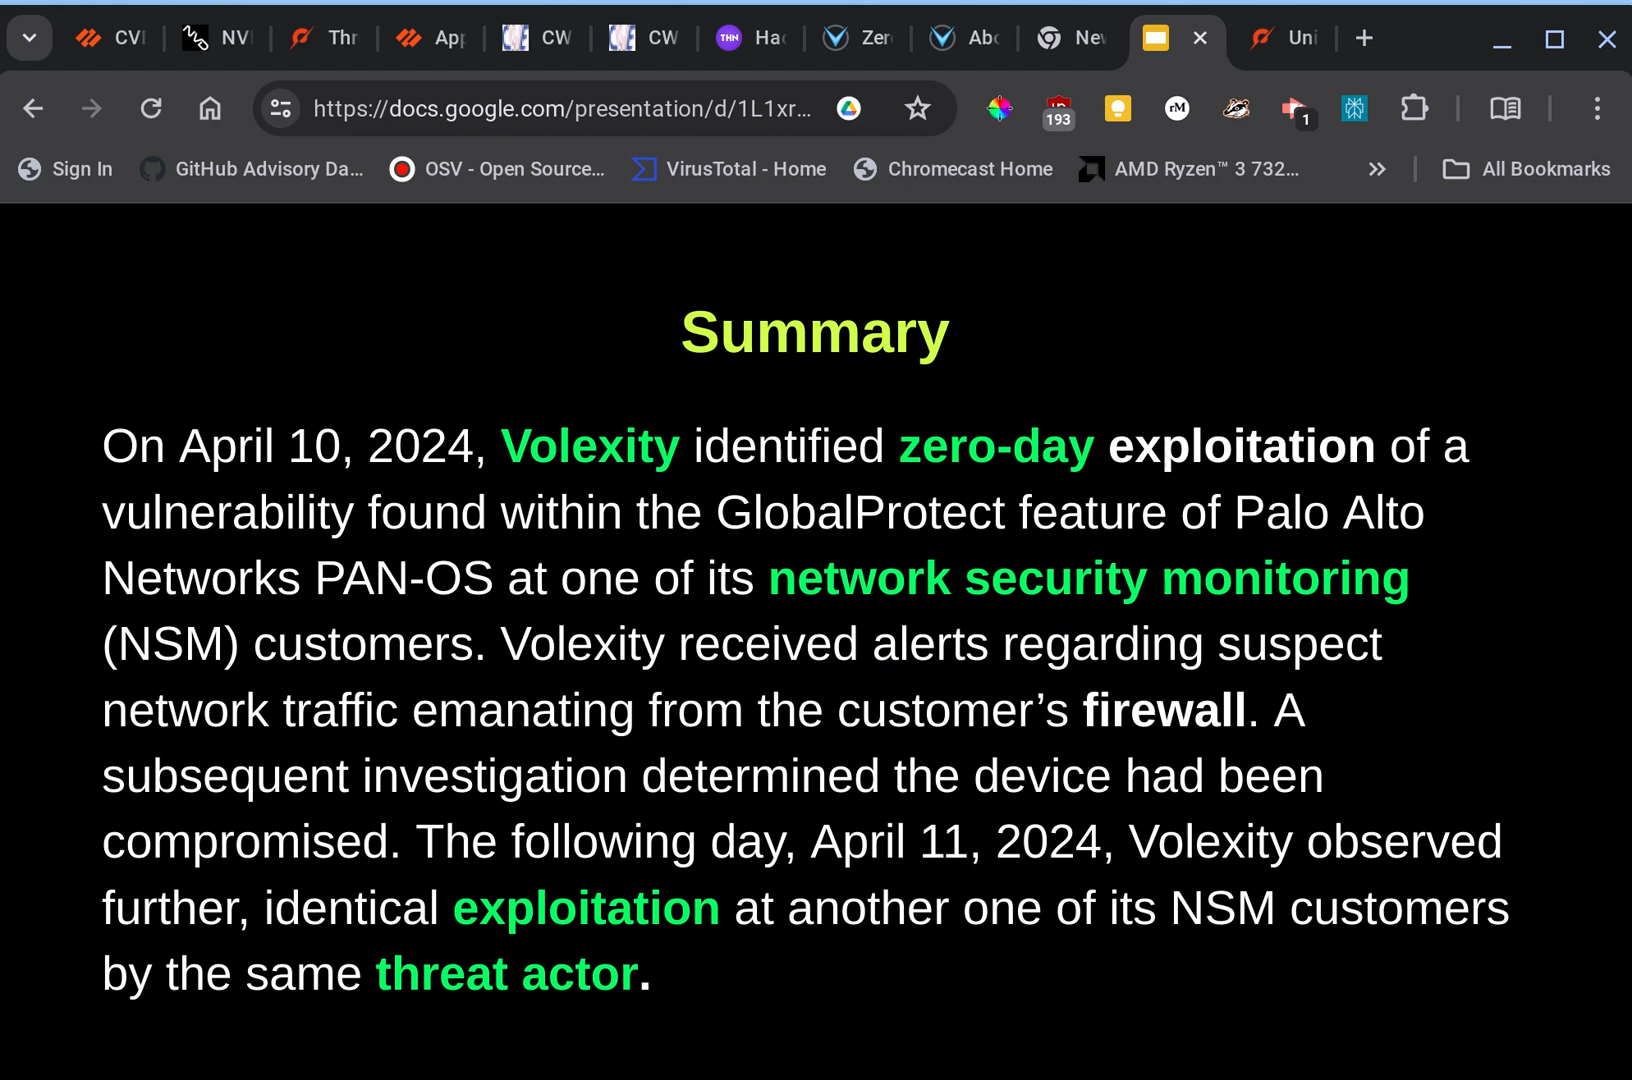 CVI NV Thr App CW CW THN Hac Zer Abc Nev Uni
https://docs.google.com/presentation/d/1L1xr... 193 rM 1
Sign In GitHub Advisory Da... OSV - Open Source... VirusTotal - Home Chromecast Home AMD Ryzen™ 3 732... All Bookmarks
Summary
On April 10, 2024, Volexity identified zero-day exploitation of a
vulnerability found within the GlobalProtect feature of Palo Alto
Networks PAN-OS at one of its network security monitoring
(NSM) customers. Volexity received alerts regarding suspect
network traffic emanating from the customer’s firewall. A
subsequent investigation determined the device had been
compromised. The following day, April 11, 2024, Volexity observed
further, identical exploitation at another one of its NSM customers
by the same threat actor.